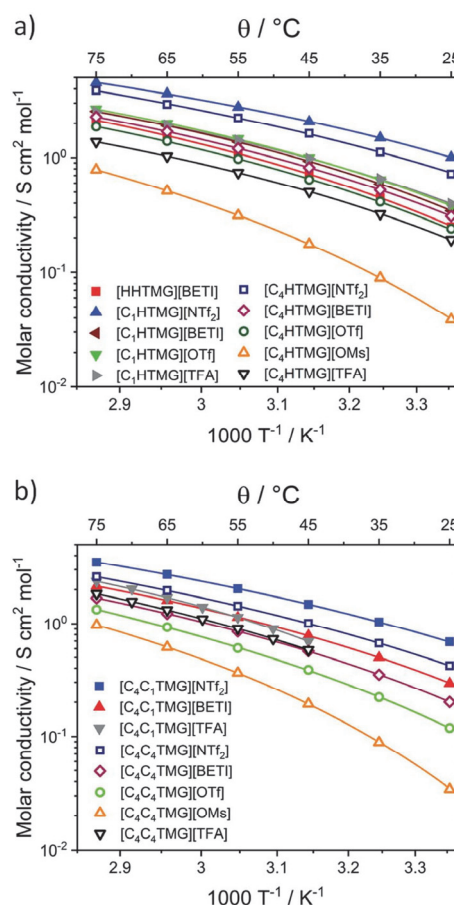 a)
θ / °C
75 65 55 45 35 25
10⁰
10⁻¹
10⁻²
Molar conductivity / S cm² mol⁻¹
[HHTMG][BETI]
[C₁HTMG][NTf₂]
[C₁HTMG][BETI]
[C₁HTMG][OTf]
[C₁HTMG][TFA]
[C₄HTMG][NTf₂]
[C₄HTMG][BETI]
[C₄HTMG][OTf]
[C₄HTMG][OMs]
[C₄HTMG][TFA]
2.9 3 3.1 3.2 3.3
1000 T⁻¹ / K⁻¹
b)
θ / °C
75 65 55 45 35 25
10⁰
10⁻¹
10⁻²
Molar conductivity / S cm² mol⁻¹
[C₄C₁TMG][NTf₂]
[C₄C₁TMG][BETI]
[C₄C₁TMG][TFA]
[C₄C₄TMG][NTf₂]
[C₄C₄TMG][BETI]
[C₄C₄TMG][OTf]
[C₄C₄TMG][OMs]
[C₄C₄TMG][TFA]
2.9 3 3.1 3.2 3.3
1000 T⁻¹ / K⁻¹